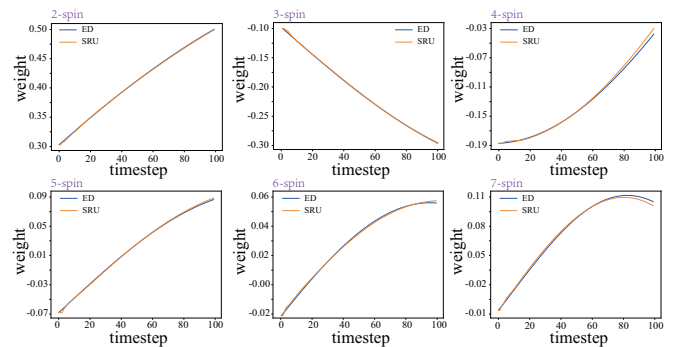 2-spin
3-spin
4-spin
0.50
0.45
0.40
0.35
0.30
weight
ED
SRU
0
20
40
60
80
100
timestep
-0.10
-0.15
-0.20
-0.25
-0.30
weight
ED
SRU
0
20
40
60
80
100
timestep
-0.03
-0.07
-0.11
-0.15
-0.19
weight
ED
SRU
0
20
40
60
80
100
timestep
5-spin
6-spin
7-spin
0.09
0.05
0.01
-0.03
-0.07
weight
ED
SRU
0
20
40
60
80
100
timestep
0.06
0.04
0.02
0.00
-0.02
weight
ED
SRU
0
20
40
60
80
100
timestep
0.11
0.08
0.05
0.02
-0.01
weight
ED
SRU
0
20
40
60
80
100
timestep